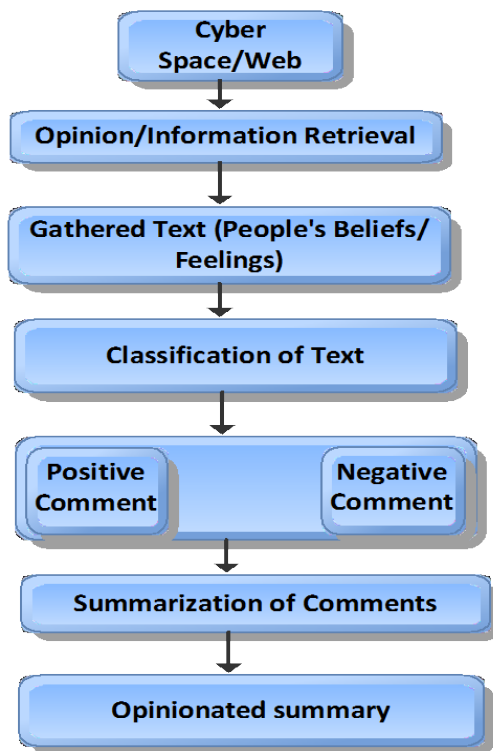 Cyber
Space/Web
Opinion/Information Retrieval
Gathered Text (People's Beliefs/
Feelings)
Classification of Text
Positive
Comment
Negative
Comment
Summarization of Comments
Opinionated summary